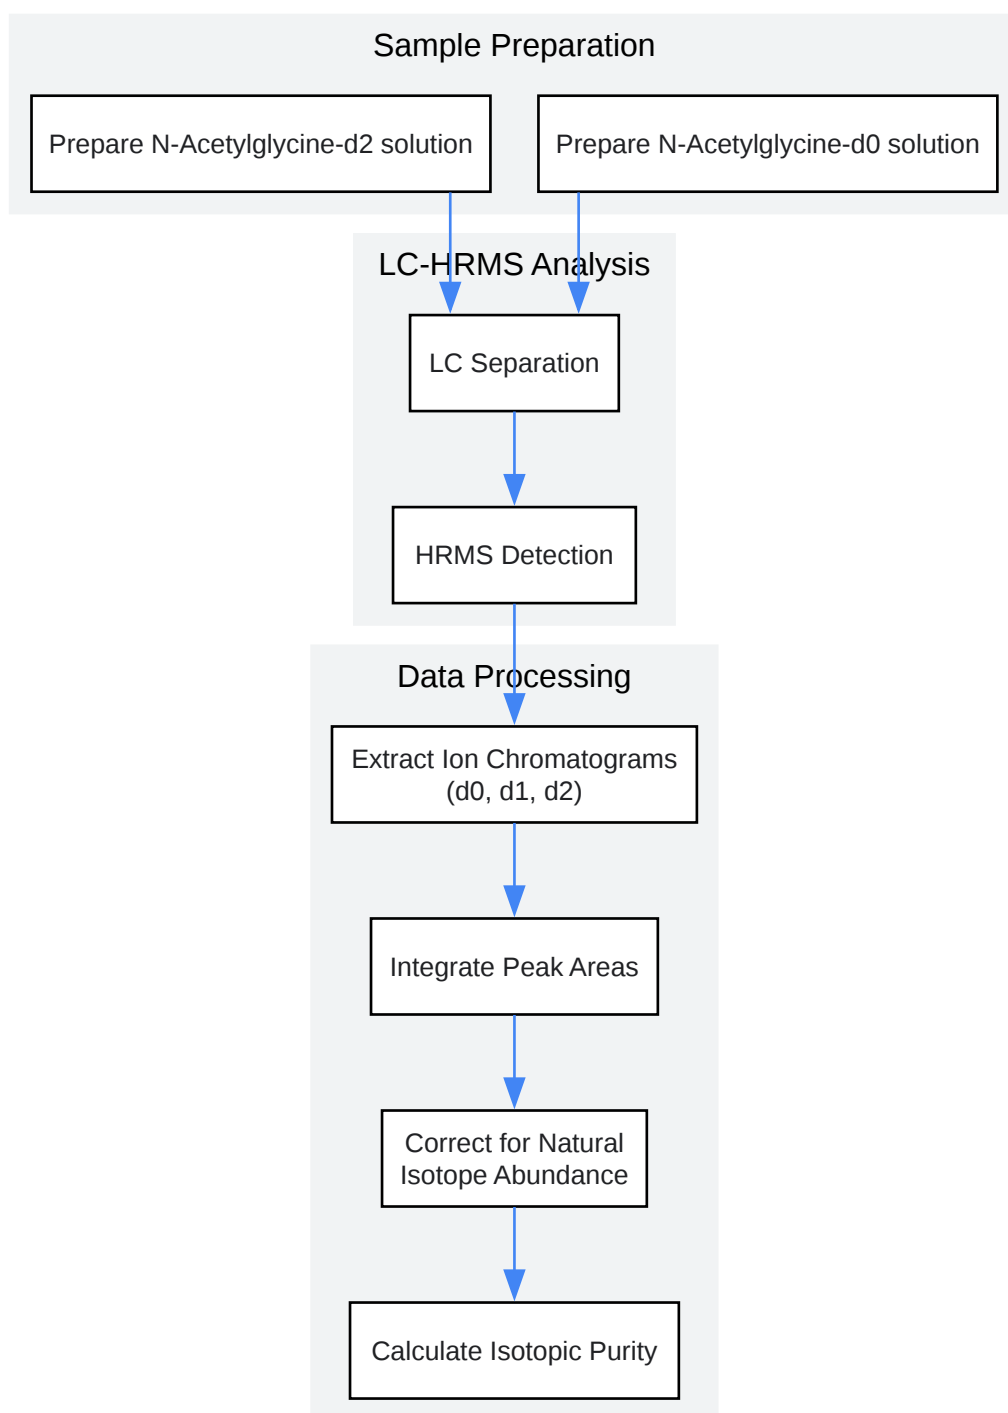 Sample Preparation
Prepare N-Acetylglycine-d2 solution
Prepare N-Acetylglycine-d0 solution
LC-HRMS Analysis
LC Separation
HRMS Detection
Data Processing
Extract Ion Chromatograms
(d0, d1, d2)
Integrate Peak Areas
Correct for Natural
Isotope Abundance
Calculate Isotopic Purity